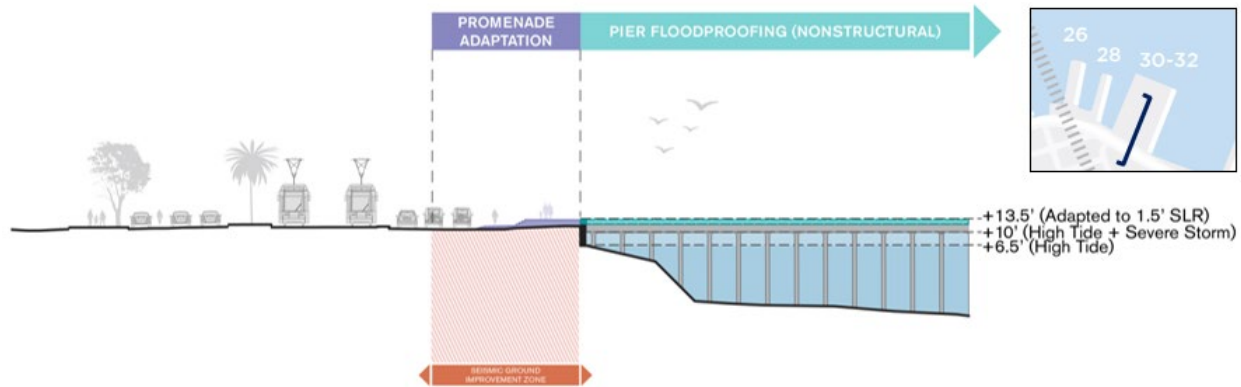 PROMENADE
ADAPTATION
PIER FLOODPROOFING (NONSTRUCTURAL)
26
28
30-32
+13.5' (Adapted to 1.5' SLR)
+10' (High Tide + Severe Storm)
+6.5' (High Tide)
SEISMIC GROUND
IMPROVEMENT ZONE